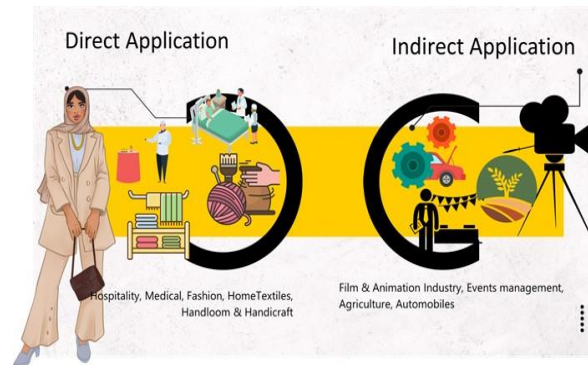 Direct Application
Indirect Application
Hospitality, Medical, Fashion, HomeTextiles,
Handloom & Handicraft
Film & Animation Industry, Events management,
Agriculture, Automobiles